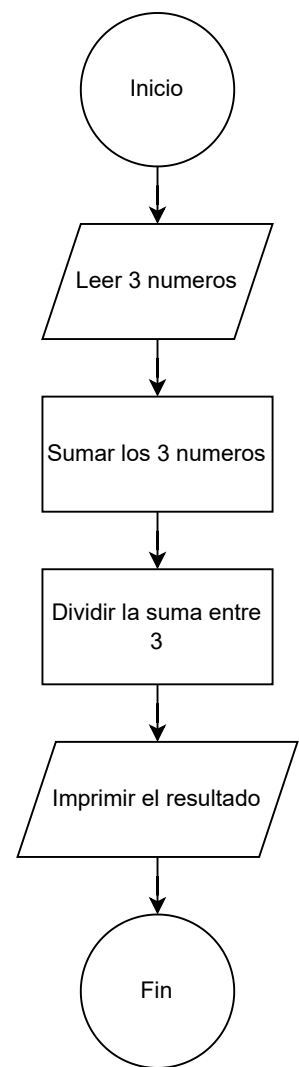 Inicio
Leer 3 numeros
Sumar los 3 numeros
Dividir la suma entre
3
Imprimir el resultado
Fin